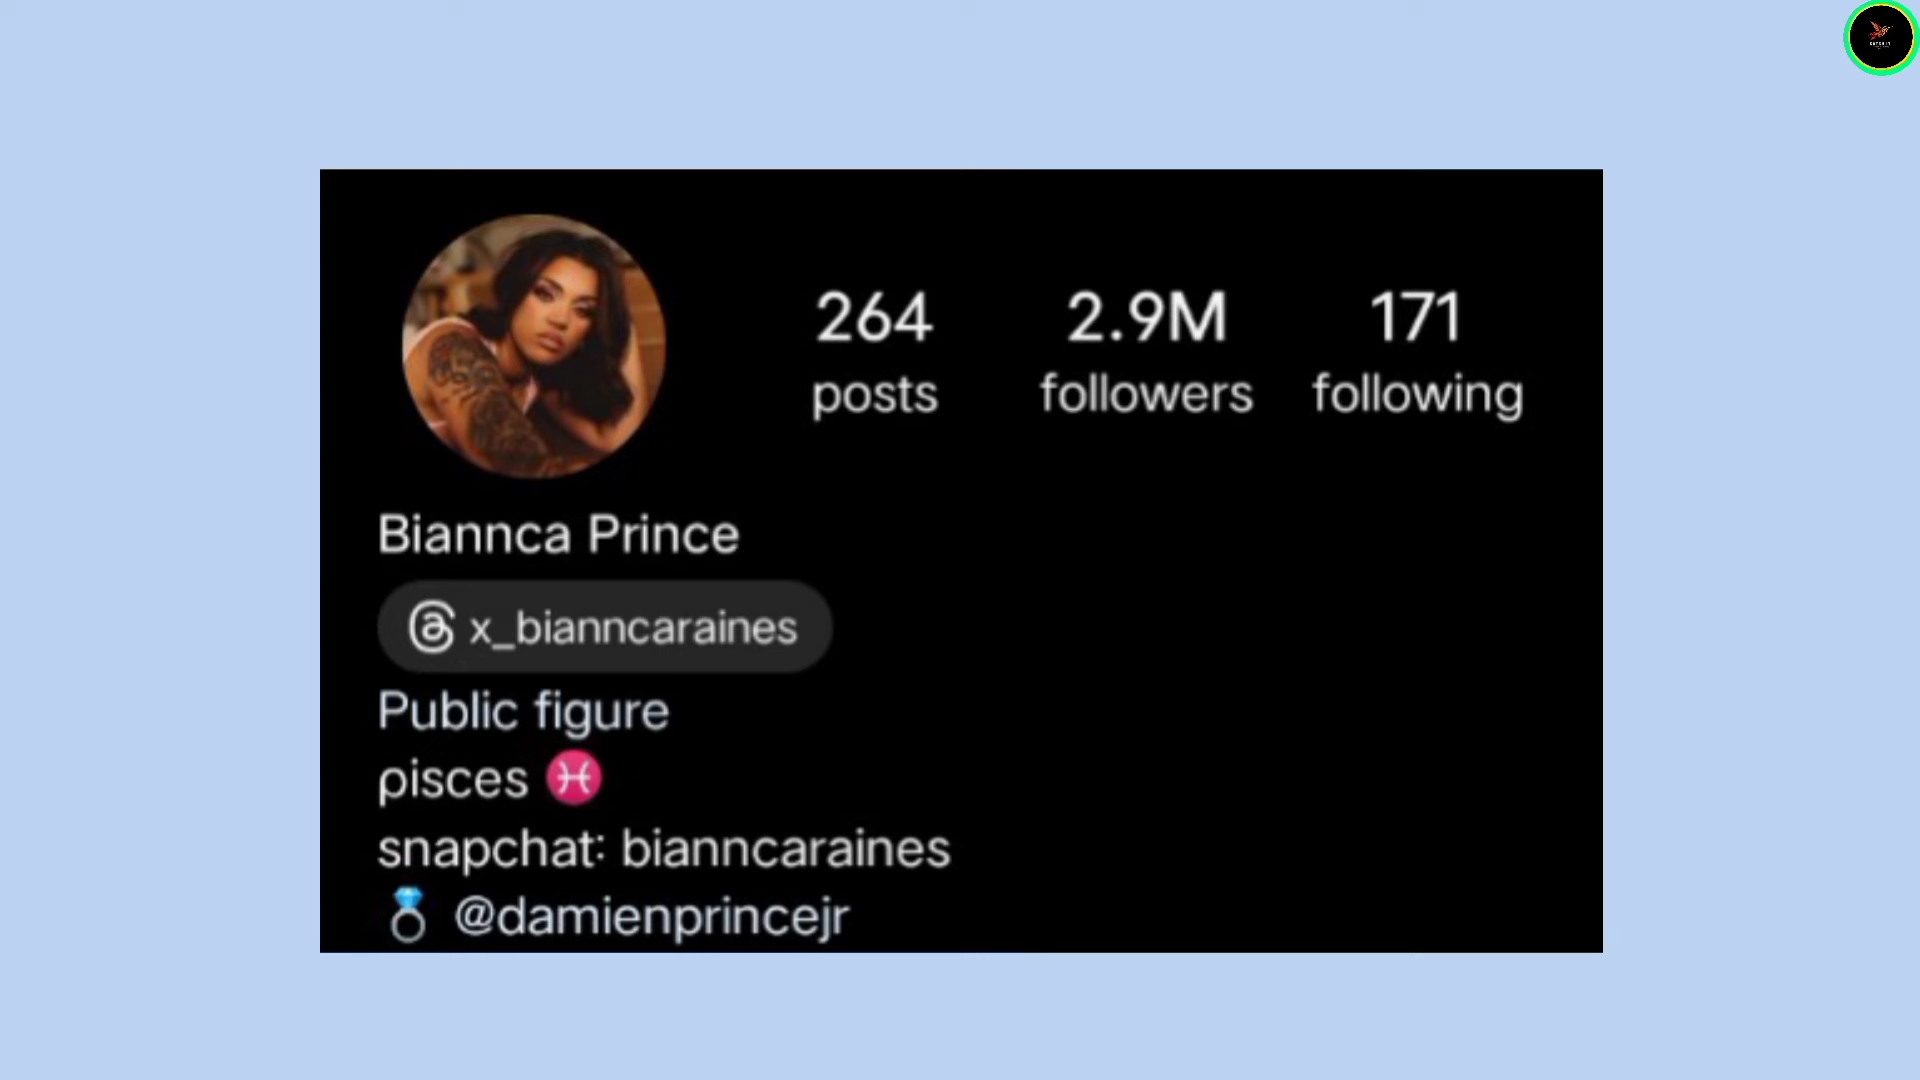 264 2.9M 171
posts followers following
Biannca Prince
x_bianncaraines
Public figure
pisces ♓
snapchat: bianncaraines
💍 @damienprincejr